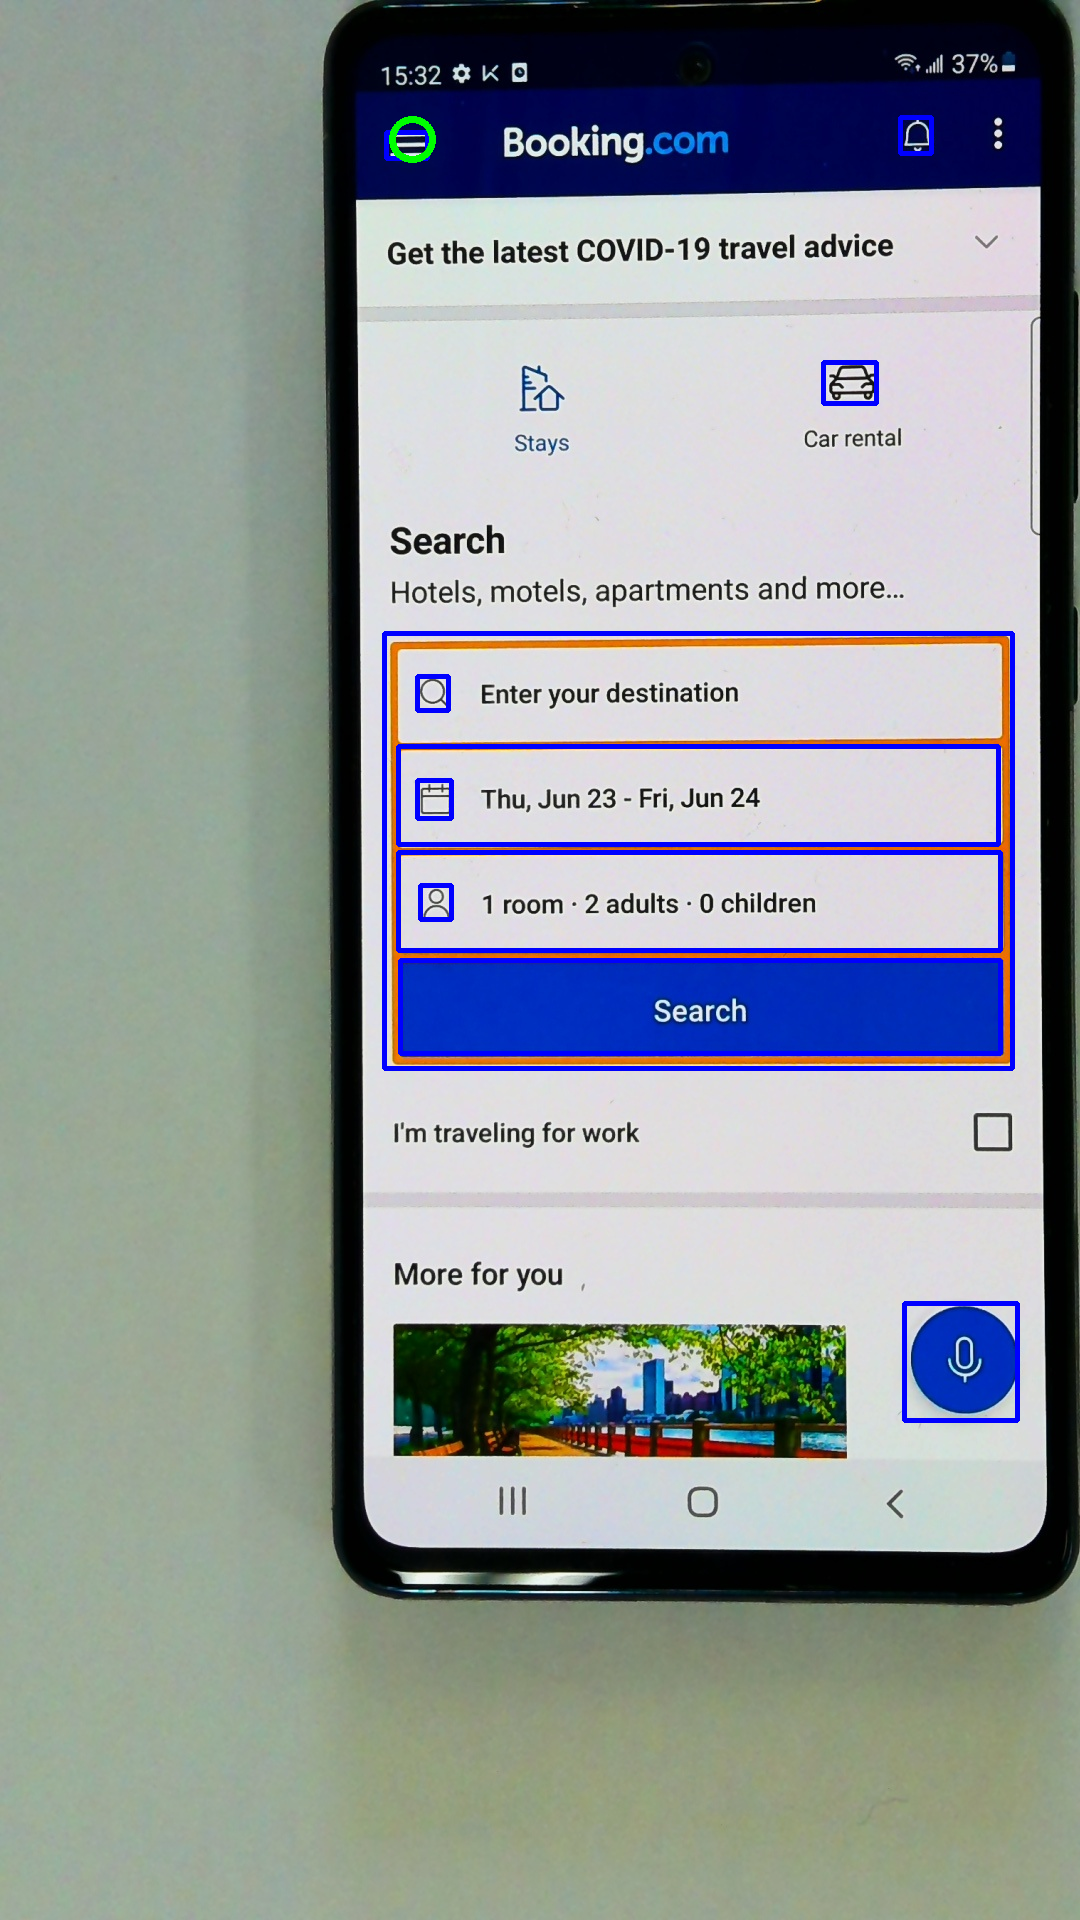 15:32
37%
Booking.com
Get the latest COVID-19 travel advice
Stays
Car rental
Search
Hotels, motels, apartments and more...
Enter your destination
Thu, Jun 23 - Fri, Jun 24
1 room · 2 adults · 0 children
Search
I'm traveling for work
More for you